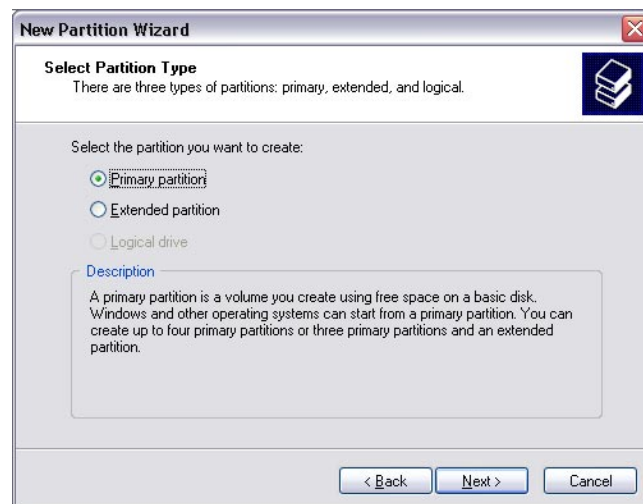 New Partition Wizard
Select Partition Type
There are three types of partitions: primary, extended, and logical.
Select the partition you want to create:
Primary partition
Extended partition
Logical drive
Description
A primary partition is a volume you create using free space on a basic disk.
Windows and other operating systems can start from a primary partition. You can
create up to four primary partitions or three primary partitions and an extended
partition.
< Back Next > Cancel